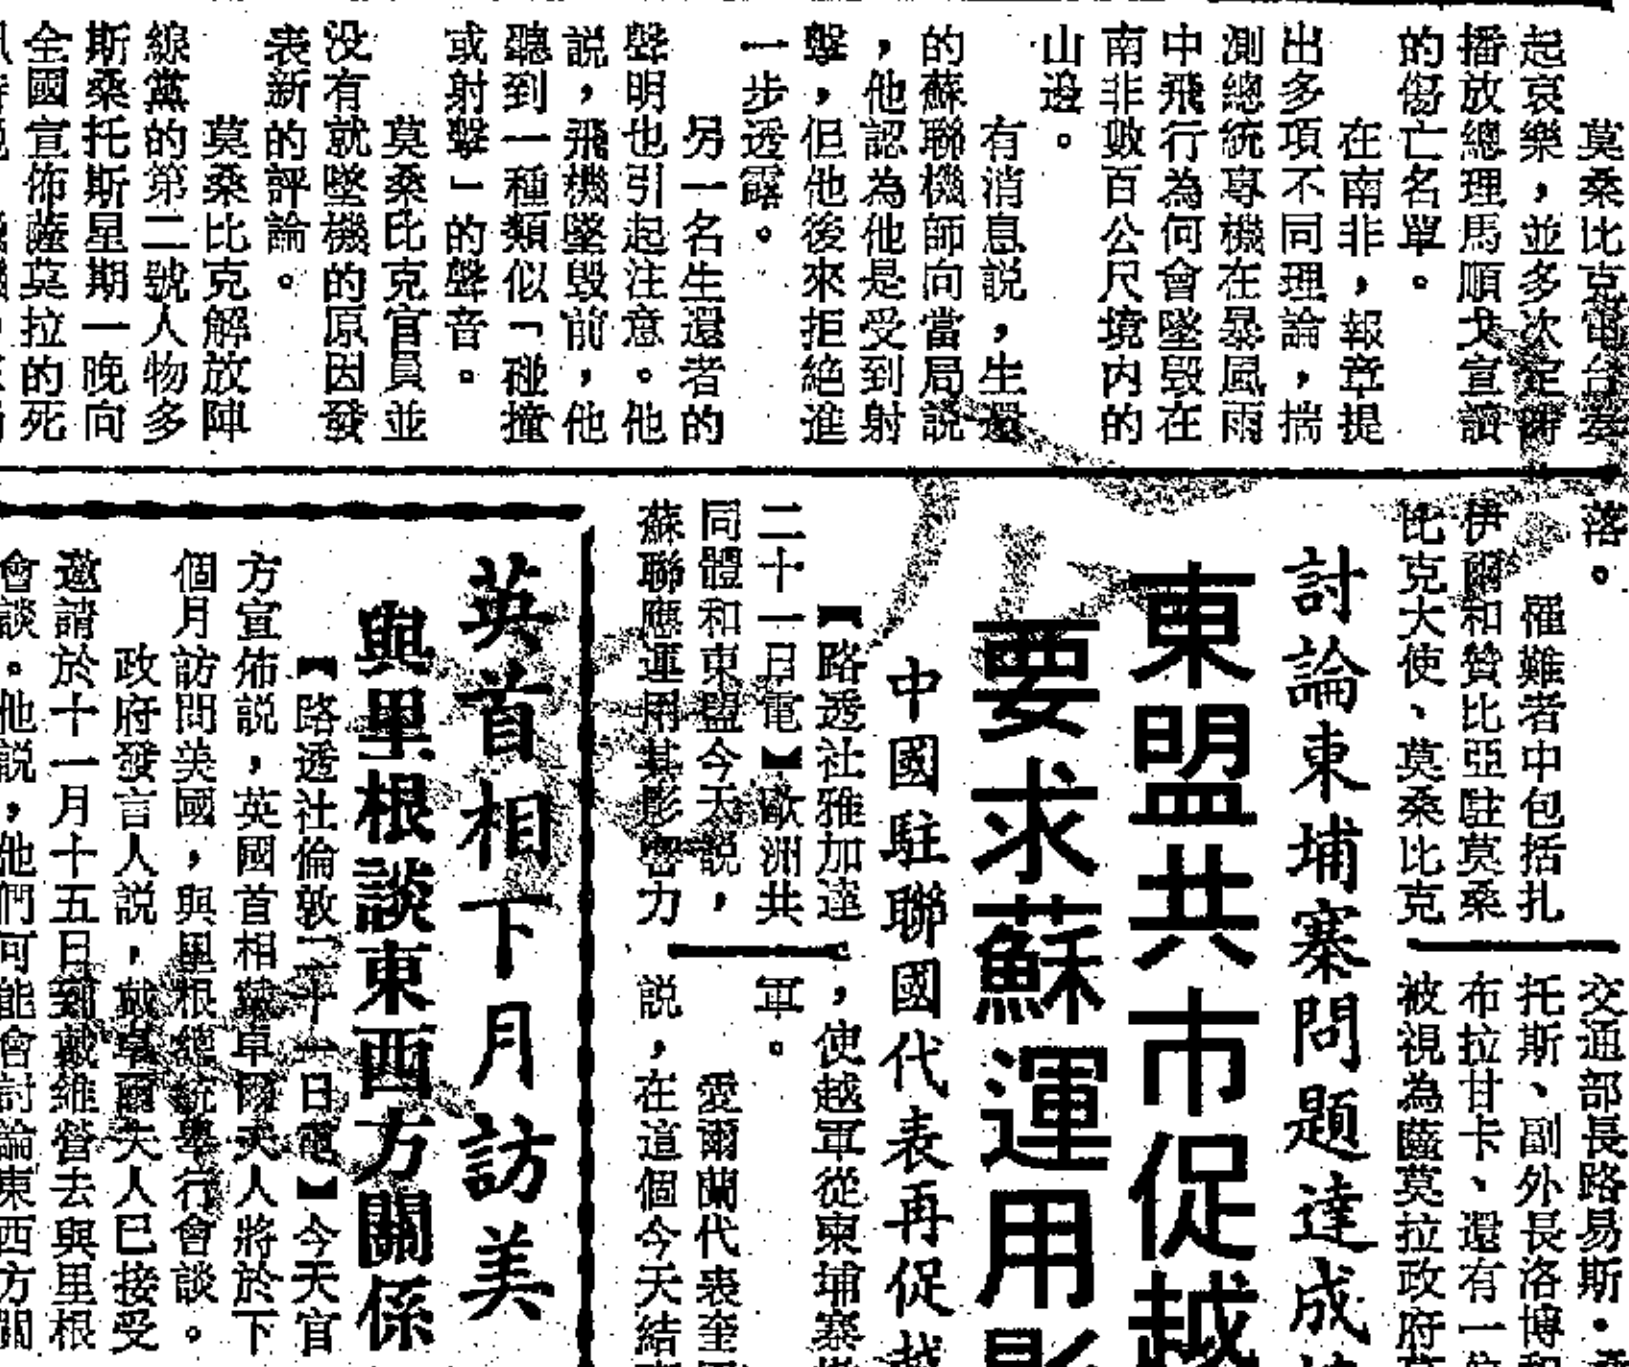 莫桑比克電台奏
起哀樂，並多次定時
播放總理馬順戈宣讀
的傷亡名單。
在南非，報章提
出多項不同理論，揣
測總統專機在暴風雨
中飛行為何會墜毀在
南非數百公尺境内的
山邊。
有消息説，生還
的蘇聯機師向當局説
，他認為他是受到射
擊，但他後來拒絶進
一步透露。
另一名生還者的
聲明也引起注意。他
説，飛機墜毀前，他
聽到一種類似「碰撞
或射擊」的聲音。
莫桑比克官員並
没有就墜機的原因發
表新的評論。
莫桑比克解放陣
線黨的第二號人物多
斯桑托斯星期一晚向
全國宣佈薩莫拉的死
落。
罹難者中包括扎
伊爾和贊比亞駐莫桑
比克大使、莫桑比克
交通部長路易斯·
托斯、副外長洛博
布拉甘卡、還有一
被視為薩莫拉政府
討論東埔寨問題達成
東盟共市促越
要求蘇運用影
中國駐聯國代表再促越
【路透社雅加達
二十一日電】歐洲共
同體和東盟今天説，
蘇聯應運用其影響力
，使越軍從柬埔寨
軍。
愛爾蘭代表奎
説，在這個今天結
英首相下月訪美
與里根談東西方關係
【路透社倫敦二十一日電】今天官
方宣佈説，英國首相戴卓爾夫人將於下
個月訪問美國，與里根總統舉行會談。
政府發言人説，戴卓爾夫人已接受
邀請於十一月十五日到戴維營去與里根
會談。他説，他們可能會討論東西方關